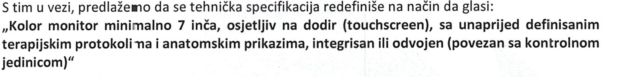 S tim u vezi, predlažemo da se tehnička specifikacija redefiniše na način da glasi:
„Kolor monitor minimalno 7 inča, osjetljiv na dodir (touchscreen), sa unaprijed definisanim
terapijskim protokolima i anatomskim prikazima, integrisan ili odvojen (povezan sa kontrolnom
jedinicom)“